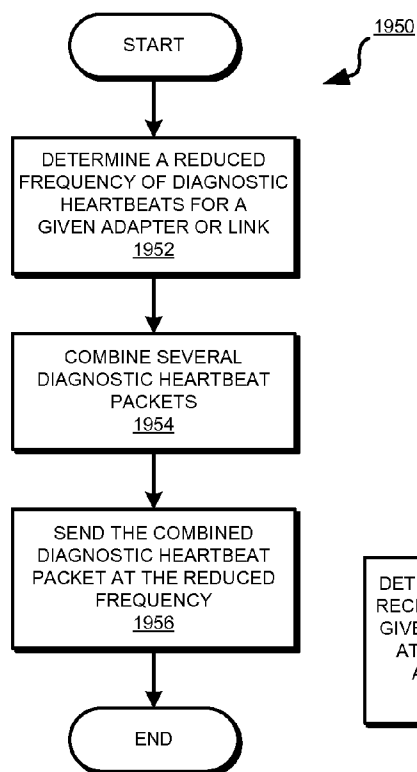 START
1950
DETERMINE A REDUCED
FREQUENCY OF DIAGNOSTIC
HEARTBEATS FOR A
GIVEN ADAPTER OR LINK
1952
COMBINE SEVERAL
DIAGNOSTIC HEARTBEAT
PACKETS
1954
SEND THE COMBINED
DIAGNOSTIC HEARTBEAT
PACKET AT THE REDUCED
FREQUENCY
1956
END
DET
RECI
GIVE
AT
A